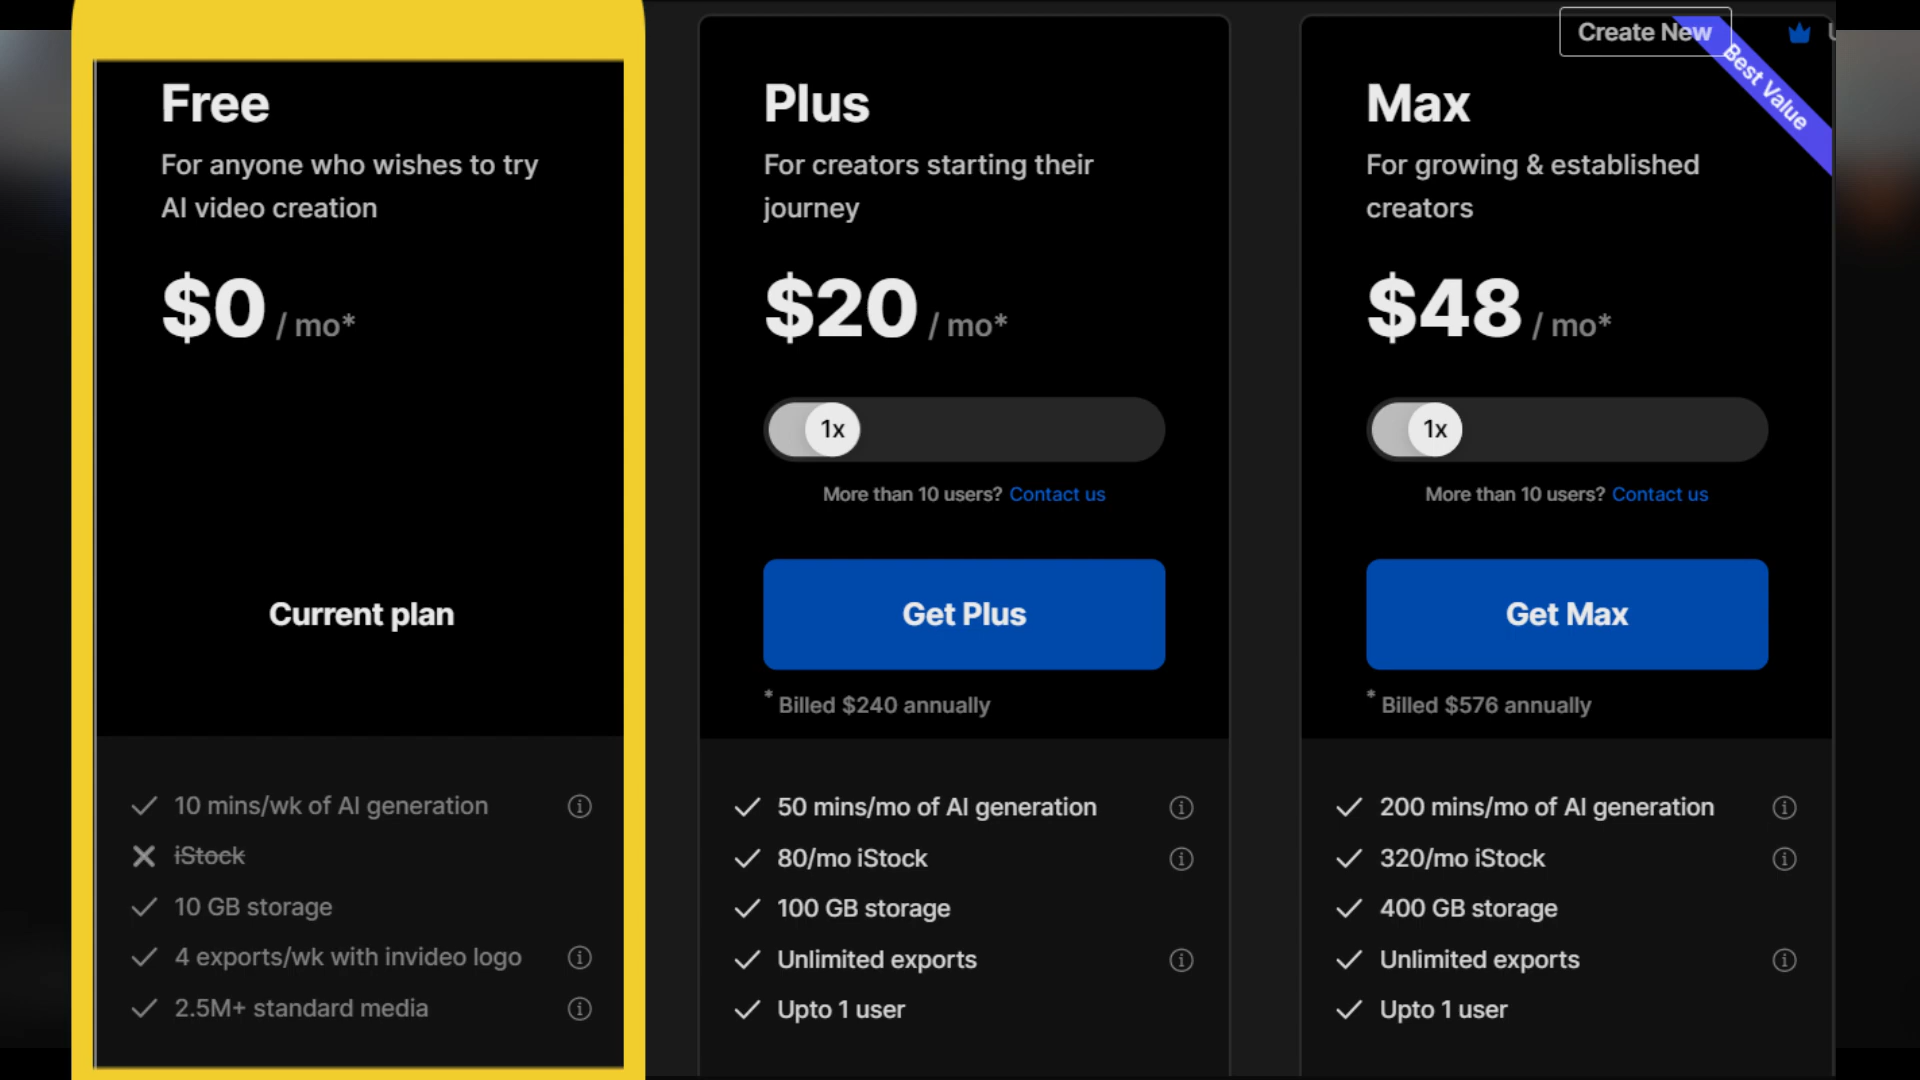 Create New
Best Value
Free
For anyone who wishes to try
AI video creation
$0 / mo*
Current plan
10 mins/wk of AI generation
iStock
10 GB storage
4 exports/wk with invideo logo
2.5M+ standard media
Plus
For creators starting their
journey
$20 / mo*
1x
More than 10 users? Contact us
Get Plus
* Billed $240 annually
50 mins/mo of AI generation
80/mo iStock
100 GB storage
Unlimited exports
Upto 1 user
Max
For growing & established
creators
$48 / mo*
1x
More than 10 users? Contact us
Get Max
* Billed $576 annually
200 mins/mo of AI generation
320/mo iStock
400 GB storage
Unlimited exports
Upto 1 user